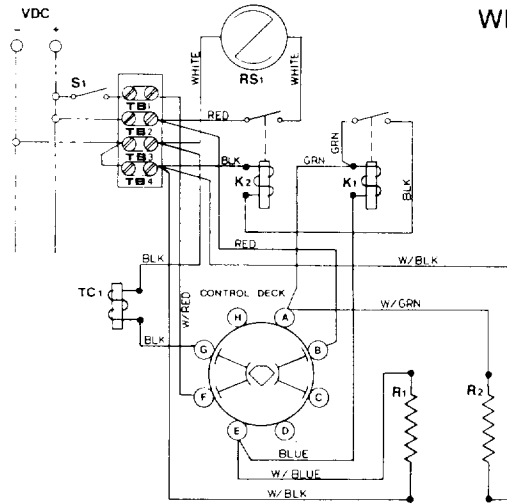 VDC
WI
- +
S1
RS1
WHITE
WHITE
TB1
TB2
TB3
TB4
RED
BLK
K2
GRN
GRN
K1
BLK
RED
W/BLK
BLK
TC1
W/RED
CONTROL DECK
W/GRN
BLK
H
A
G
B
F
C
E
D
R1
R2
BLUE
W/BLUE
W/BLK